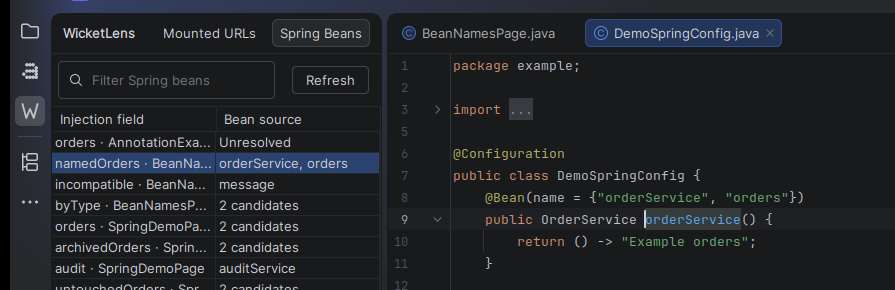 WicketLens Mounted URLs Spring Beans
Filter Spring beans Refresh
Injection field Bean source
orders · AnnotationExa... Unresolved
namedOrders · BeanNa... orderService, orders
incompatible · BeanNa... message
byType · BeanNamesP... 2 candidates
orders · SpringDemoPa... 2 candidates
archivedOrders · Sprin... 2 candidates
audit · SpringDemoPage auditService
untouchedOrders · Spr... 2 candidates
W
BeanNamesPage.java DemoSpringConfig.java
1 package example;
2
3 import ...
5
6 @Configuration
7 public class DemoSpringConfig {
8 @Bean(name = {"orderService", "orders"})
9 public OrderService orderService() {
10 return () -> "Example orders";
11 }
12